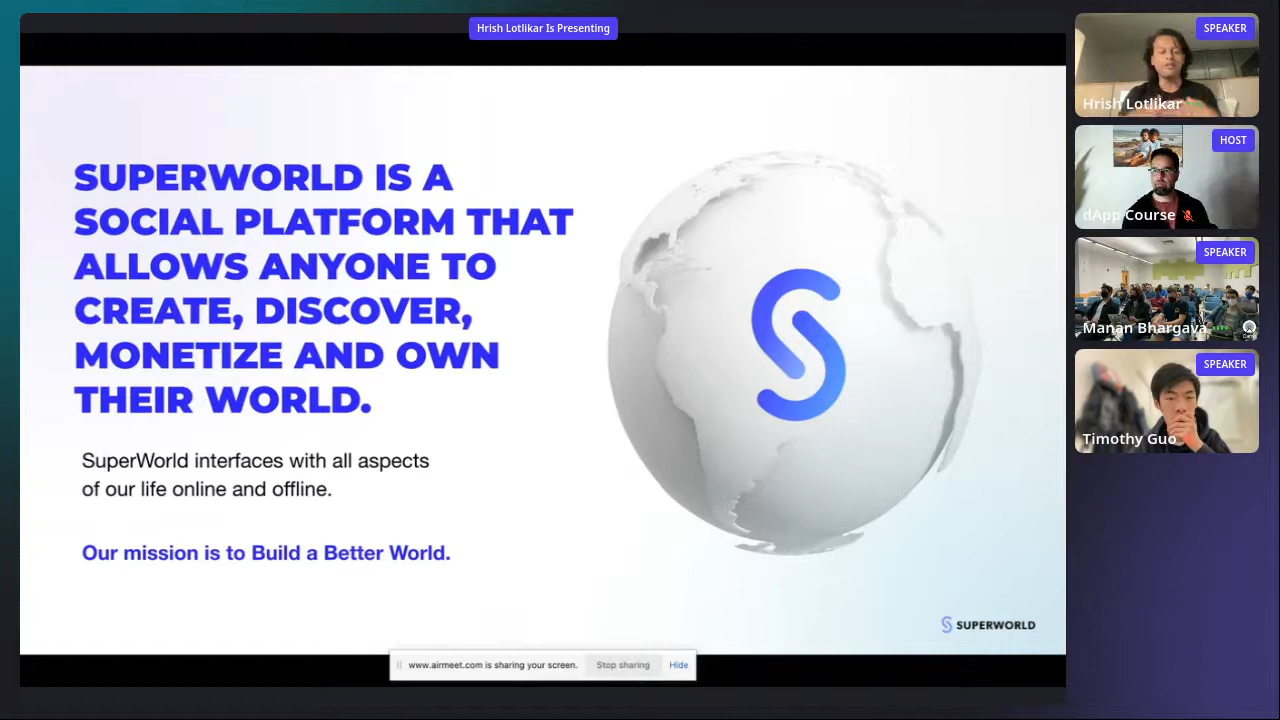 Hrish Lotlikar Is Presenting
SUPERWORLD IS A
SOCIAL PLATFORM THAT
ALLOWS ANYONE TO
CREATE, DISCOVER,
MONETIZE AND OWN
THEIR WORLD.
SuperWorld interfaces with all aspects
of our life online and offline.
Our mission is to Build a Better World.
SUPERWORLD
www.airmeet.com is sharing your screen.
Stop sharing
Hide
SPEAKER
Hrish Lotlikar
HOST
dApp Course
SPEAKER
Manan Bhargava
SPEAKER
Timothy Guo